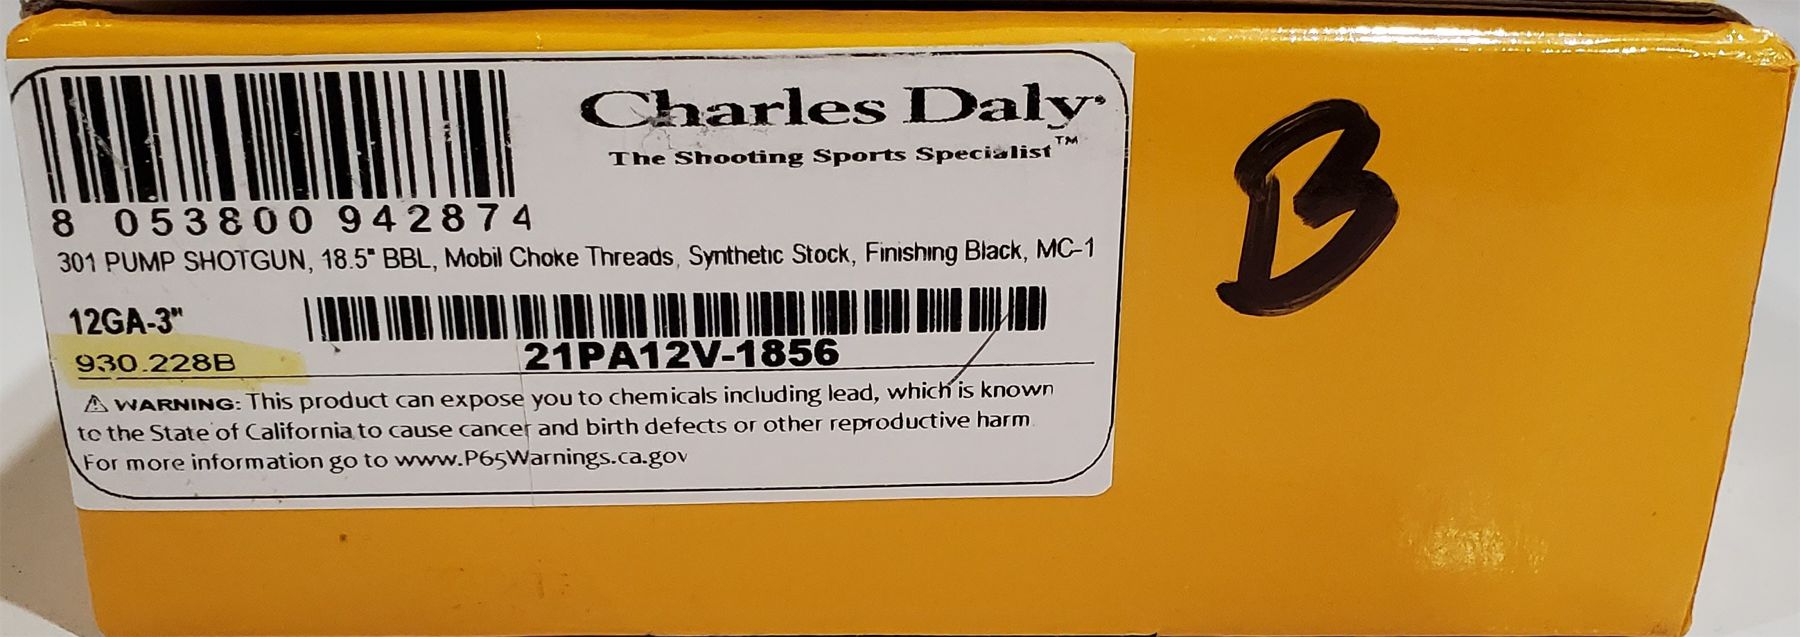 Charles Daly®
The Shooting Sports Specialist™
8 053800 942874
301 PUMP SHOTGUN, 18.5" BBL, Mobil Choke Threads, Synthetic Stock, Finishing Black, MC-1
12GA-3"
930.228B
21PA12V-1856
⚠ WARNING: This product can expose you to chemicals including lead, which is known
to the State of California to cause cancer and birth defects or other reproductive harm.
For more information go to www.P65Warnings.ca.gov
B